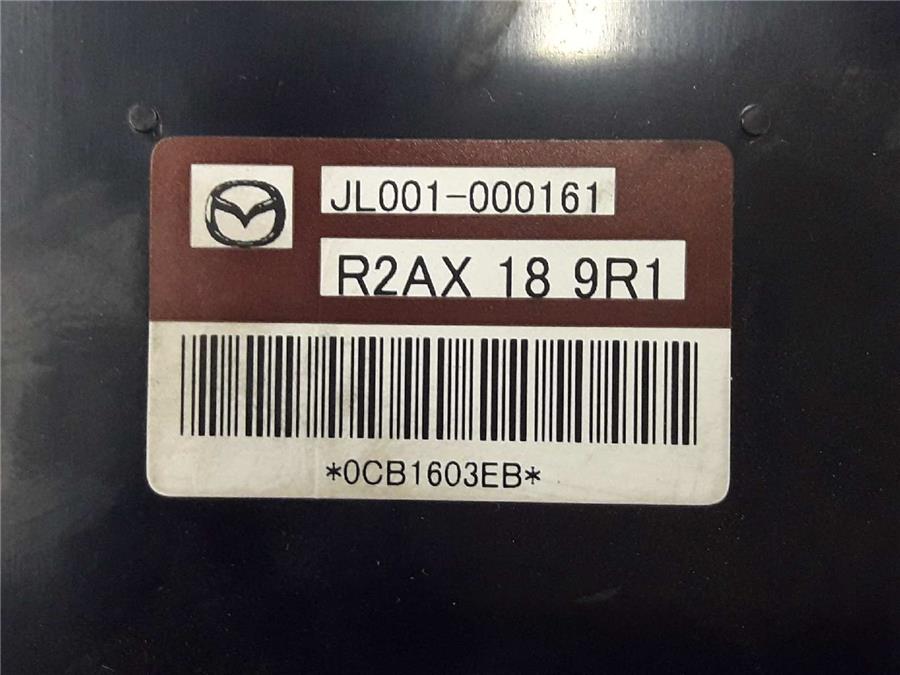 JL001-000161
R2AX 18 9R1
*0CB1603EB*